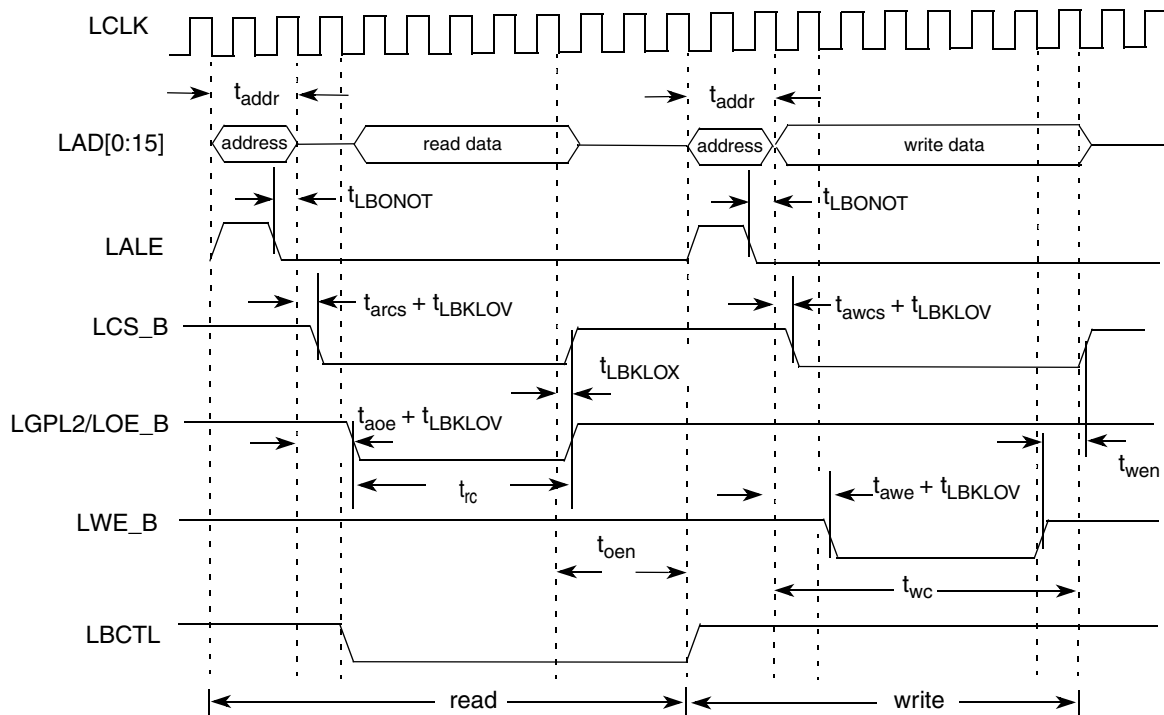 LCLK
t_addr t_addr
LAD[0:15] address read data address write data
t_LBONOT t_LBONOT
LALE
t_arcs + t_LBKLOV t_awcs + t_LBKLOV
LCS_B
t_LBKLOX
t_aoe + t_LBKLOV
LGPL2/LOE_B
t_wen
t_rc t_awe + t_LBKLOV
LWE_B
t_oen
t_wc
LBCTL
read write